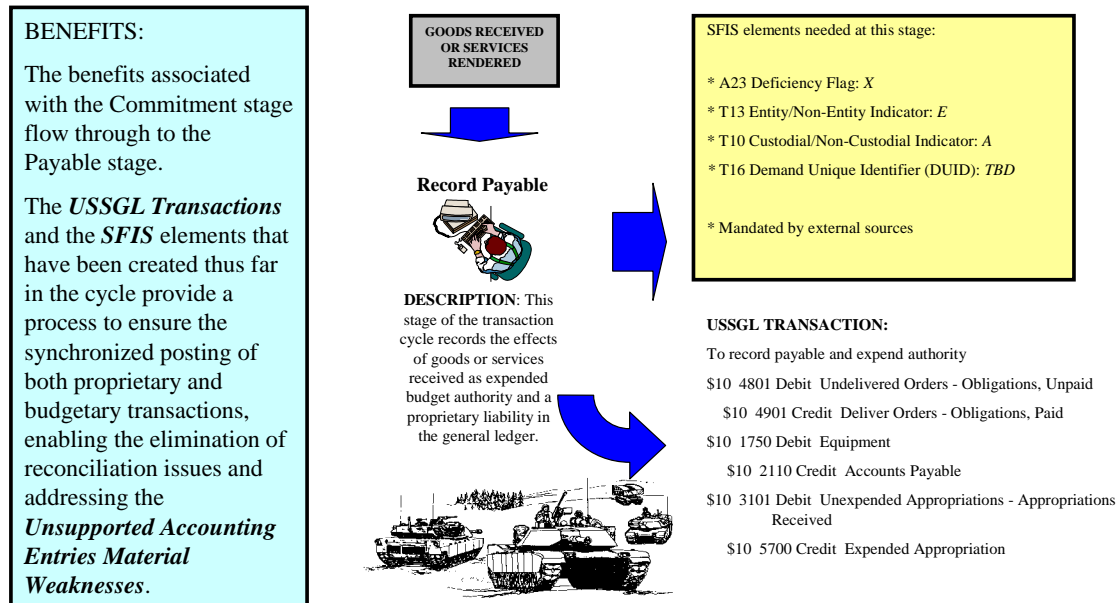 BENEFITS:
The benefits associated
with the Commitment stage
flow through to the
Payable stage.
The USSGL Transactions
and the SFIS elements that
have been created thus far
in the cycle provide a
process to ensure the
synchronized posting of
both proprietary and
budgetary transactions,
enabling the elimination of
reconciliation issues and
addressing the
Unsupported Accounting
Entries Material
Weaknesses.
GOODS RECEIVED
OR SERVICES
RENDERED
Record Payable
DESCRIPTION: This
stage of the transaction
cycle records the effects
of goods or services
received as expended
budget authority and a
proprietary liability in
the general ledger.
SFIS elements needed at this stage:
* A23 Deficiency Flag: X
* T13 Entity/Non-Entity Indicator: E
* T10 Custodial/Non-Custodial Indicator: A
* T16 Demand Unique Identifier (DUID): TBD
* Mandated by external sources
USSGL TRANSACTION:
To record payable and expend authority
$10 4801 Debit Undelivered Orders - Obligations, Unpaid
$10 4901 Credit Deliver Orders - Obligations, Paid
$10 1750 Debit Equipment
$10 2110 Credit Accounts Payable
$10 3101 Debit Unexpended Appropriations - Appropriations
Received
$10 5700 Credit Expended Appropriation